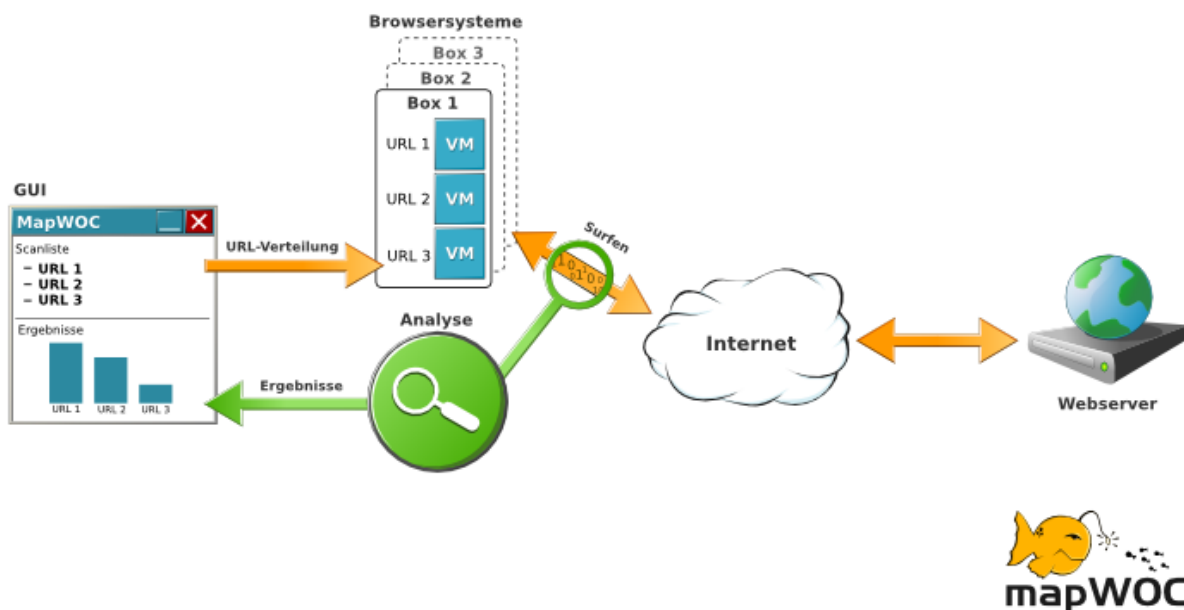 Browsersysteme
Box 3
Box 2
Box 1
URL 1 VM
URL 2 VM
URL 3 VM
GUI
MapWOC
Scanliste
– URL 1
– URL 2
– URL 3
Ergebnisse
URL 1 URL 2 URL 3
URL-Verteilung
Surfen
Analyse
Ergebnisse
Internet
Webserver
mapWOC